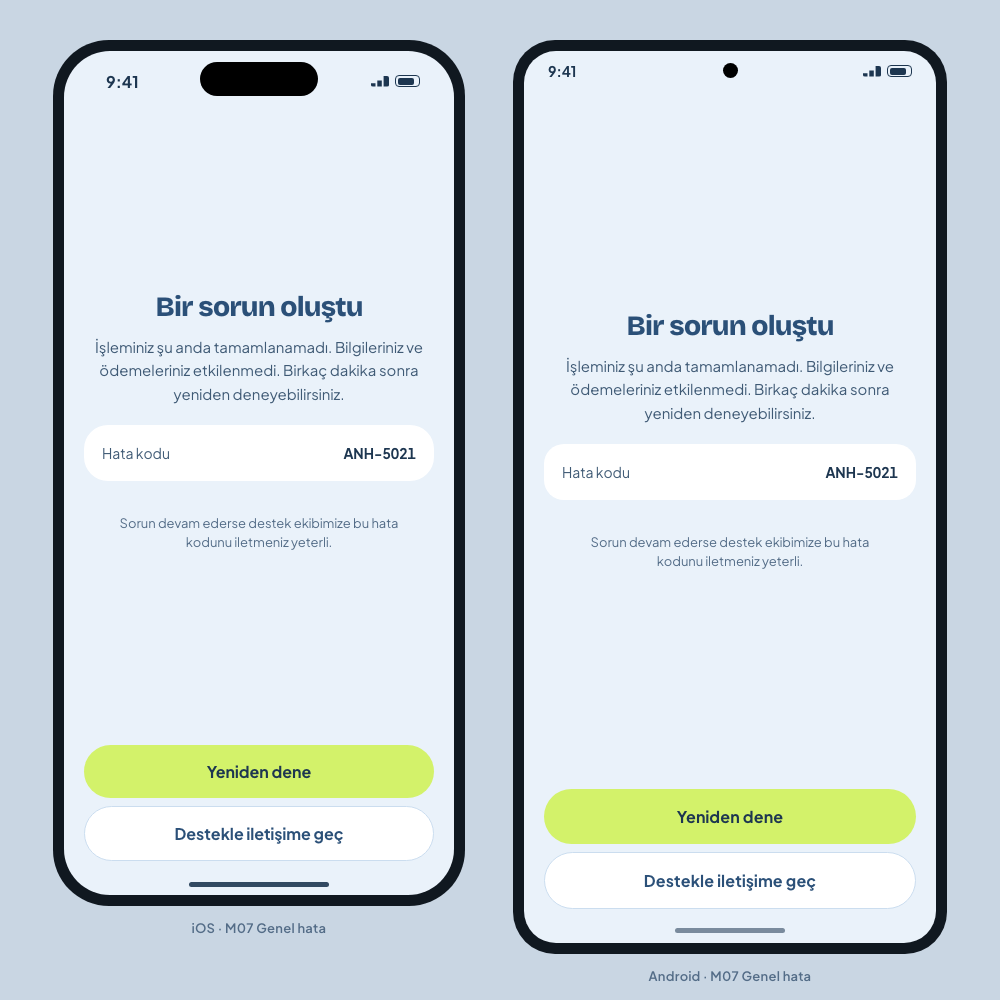 9:41
Bir sorun oluştu
İşleminiz şu anda tamamlanamadı. Bilgileriniz ve
ödemeleriniz etkilenmedi. Birkaç dakika sonra
yeniden deneyebilirsiniz.
Hata kodu ANH-5021
Sorun devam ederse destek ekibimize bu hata
kodunu iletmeniz yeterli.
Yeniden dene
Destekle iletişime geç
iOS · M07 Genel hata
9:41
Bir sorun oluştu
İşleminiz şu anda tamamlanamadı. Bilgileriniz ve
ödemeleriniz etkilenmedi. Birkaç dakika sonra
yeniden deneyebilirsiniz.
Hata kodu ANH-5021
Sorun devam ederse destek ekibimize bu hata
kodunu iletmeniz yeterli.
Yeniden dene
Destekle iletişime geç
Android · M07 Genel hata